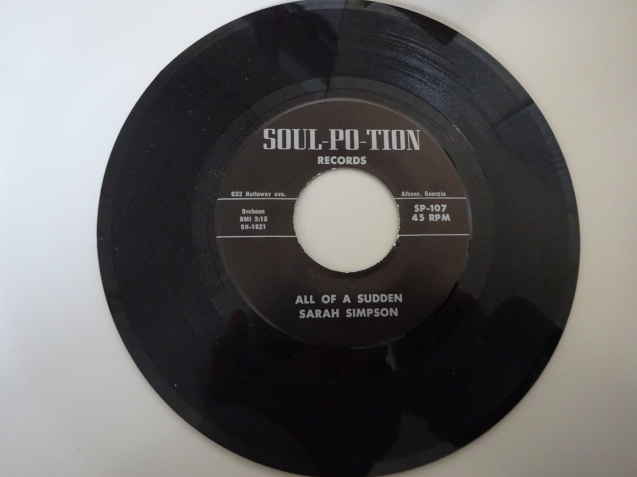 SOUL-PO-TION
RECORDS
632 Holloway ave.
Albany, Georgia
Bruboon
BMI 3:15
SH-1821
SP-107
45 RPM
ALL OF A SUDDEN
SARAH SIMPSON